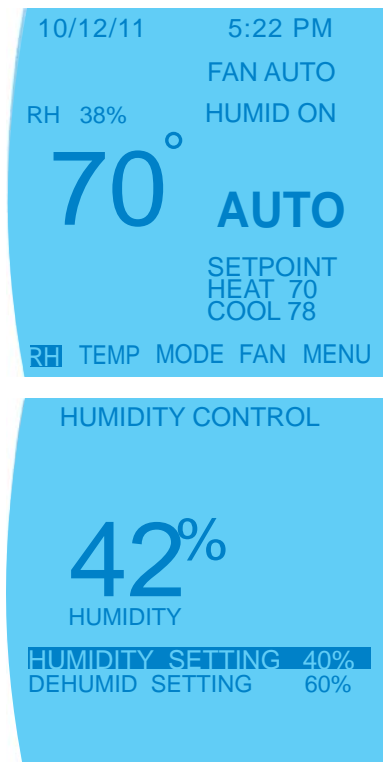 10/12/11 5:22 PM
FAN AUTO
RH 38% HUMID ON
70°
AUTO
SETPOINT
HEAT 70
COOL 78
RH TEMP MODE FAN MENU
HUMIDITY CONTROL
42%
HUMIDITY
HUMIDITY SETTING 40%
DEHUMID SETTING 60%